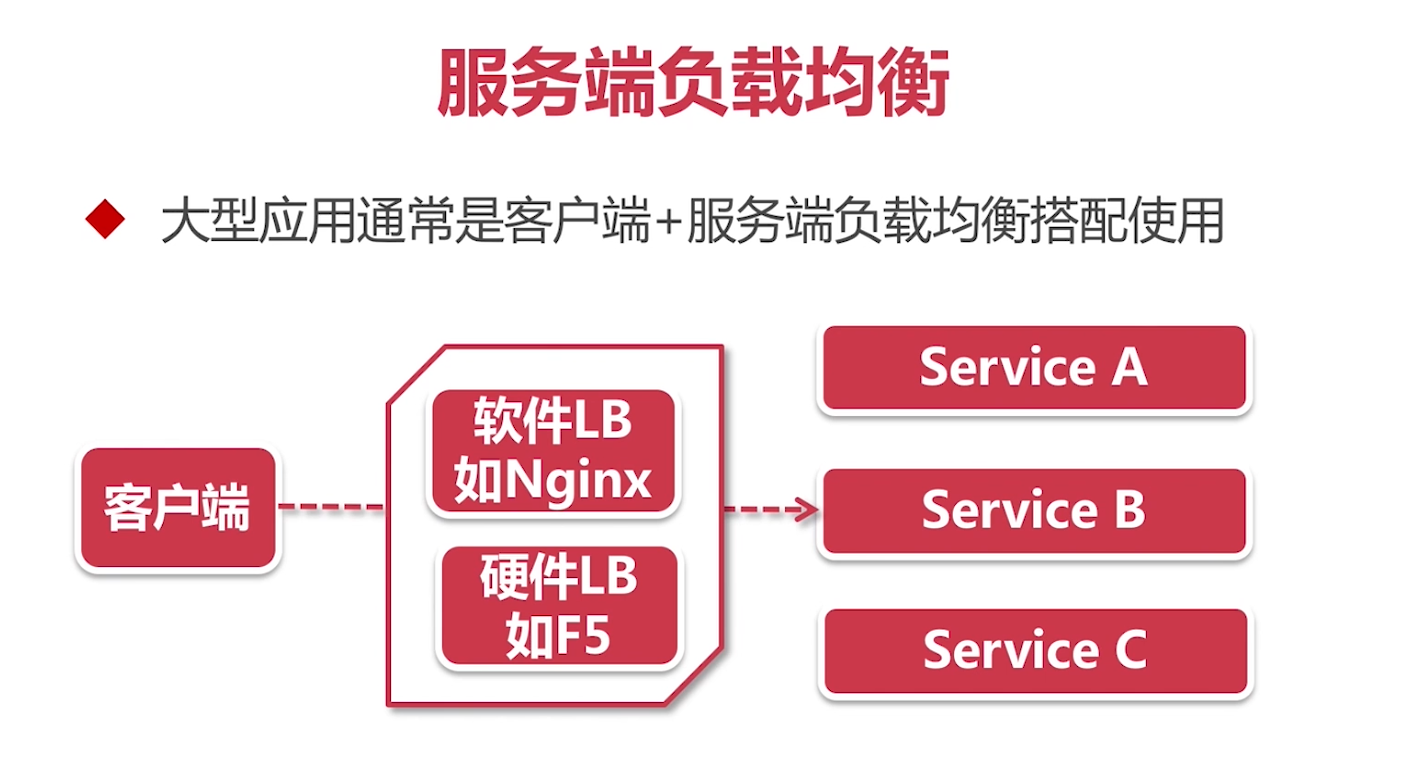 服务端负载均衡
大型应用通常是客户端+服务端负载均衡搭配使用
客户端
软件LB
如Nginx
硬件LB
如F5
Service A
Service B
Service C